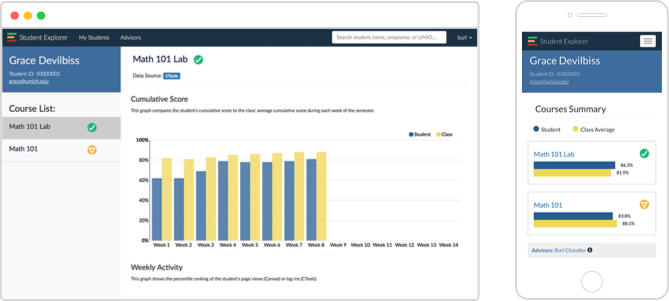 Student Explorer
My Students
Advisors
Search student name, uniqname, or UMID...
burl
Grace Devilbiss
Student ID: 10000001
grace@umich.edu
Course List:
Math 101 Lab
Math 101
Math 101 Lab
Data Source: CTools
Cumulative Score
This graph compares the student's cumulative score to the class' average cumulative score during each week of the semester.
Student
Class
100%
80%
60%
40%
20%
0%
Week 1 Week 2 Week 3 Week 4 Week 5 Week 6 Week 7 Week 8 Week 9 Week 10 Week 11 Week 12 Week 13 Week 14
Weekly Activity
This graph shows the percentile ranking of the student's page views (Canvas) or log ins (CTools).
Student Explorer
Grace Devilbiss
Student ID: 10000001
grace@umich.edu
Courses Summary
Student
Class Average
Math 101 Lab
86.3%
81.9%
Math 101
83.8%
88.1%
Advisors: Burl Chandler